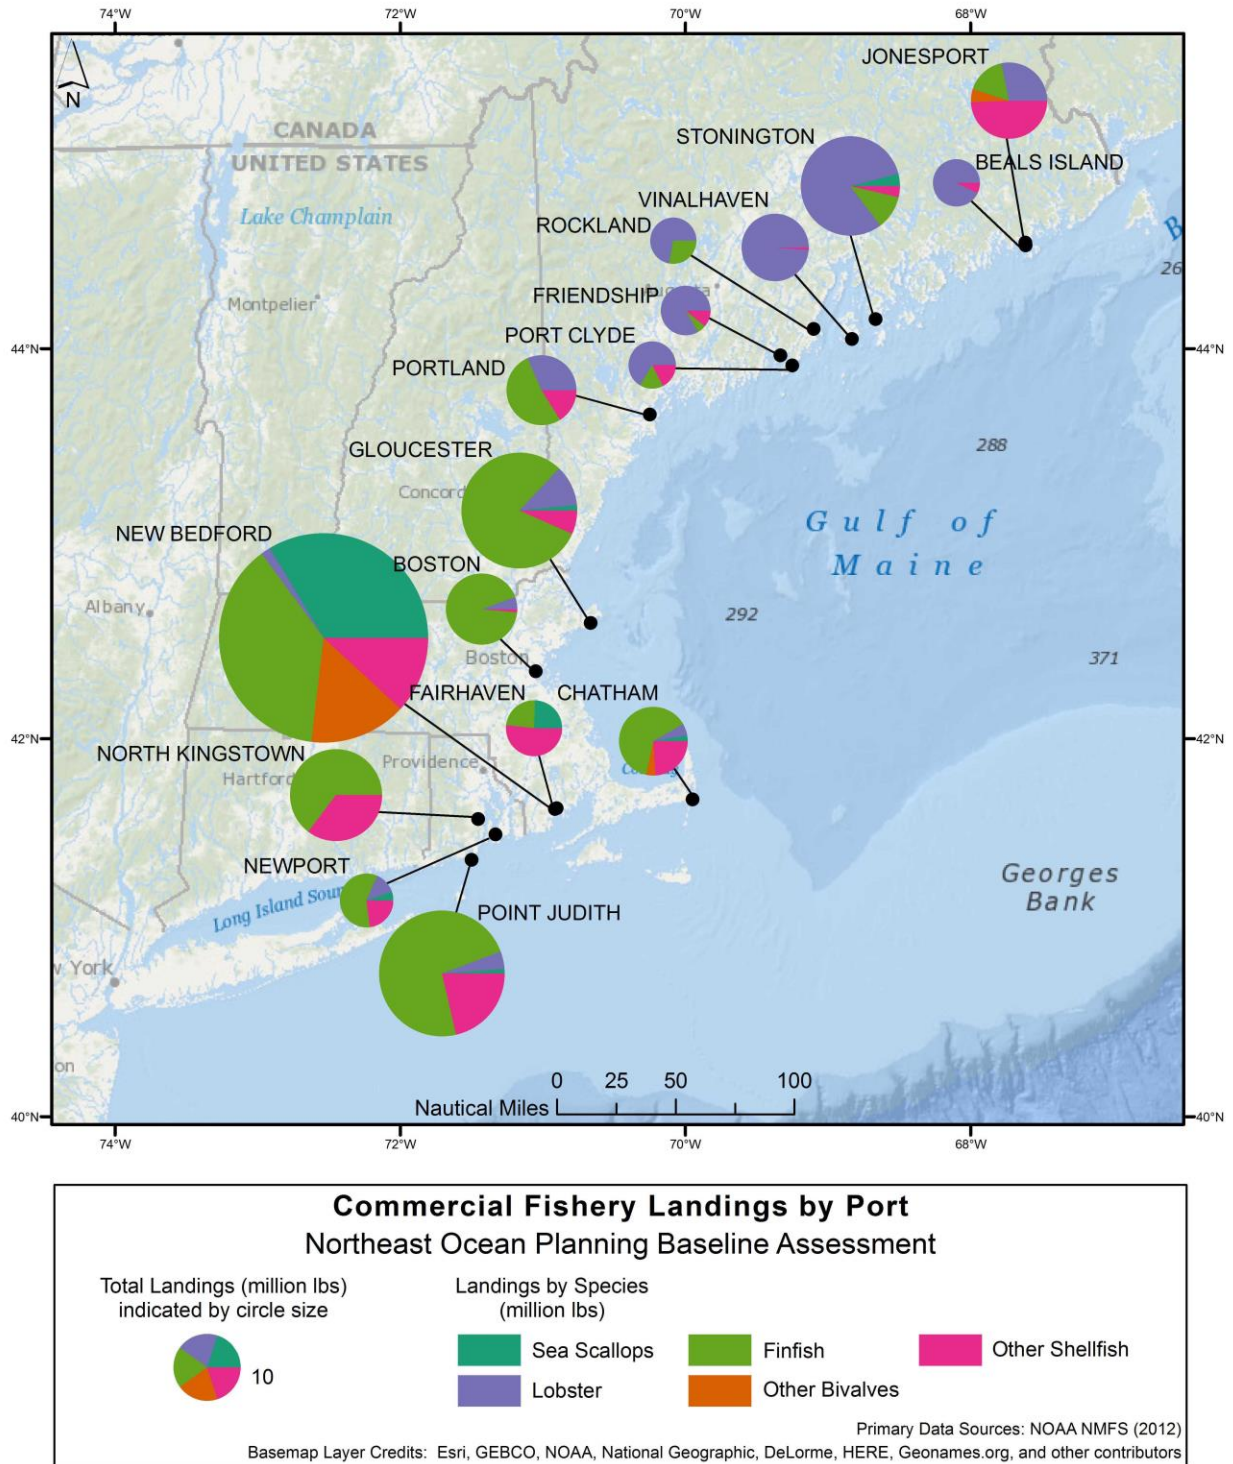 74°W 72°W 70°W 68°W
N
JONESPORT
CANADA
UNITED STATES
STONINGTON
BEALS ISLAND
Lake Champlain
VINALHAVEN
ROCKLAND
26
Montpelier
FRIENDSHIP
44°N 44°N
PORT CLYDE
PORTLAND
GLOUCESTER
288
Concord
Gulf of
Maine
NEW BEDFORD
BOSTON
Albany
292
Boston
371
FAIRHAVEN CHATHAM
42°N 42°N
NORTH KINGSTOWN
Providence
Hartford
NEWPORT
Georges
Bank
Long Island Soun
POINT JUDITH
York
on
0 25 50 100
Nautical Miles
40°N 40°N
74°W 72°W 70°W 68°W
Commercial Fishery Landings by Port
Northeast Ocean Planning Baseline Assessment
Total Landings (million lbs)
indicated by circle size
10
Landings by Species
(million lbs)
Sea Scallops Finfish Other Shellfish
Lobster Other Bivalves
Primary Data Sources: NOAA NMFS (2012)
Basemap Layer Credits: Esri, GEBCO, NOAA, National Geographic, DeLorme, HERE, Geonames.org, and other contributors